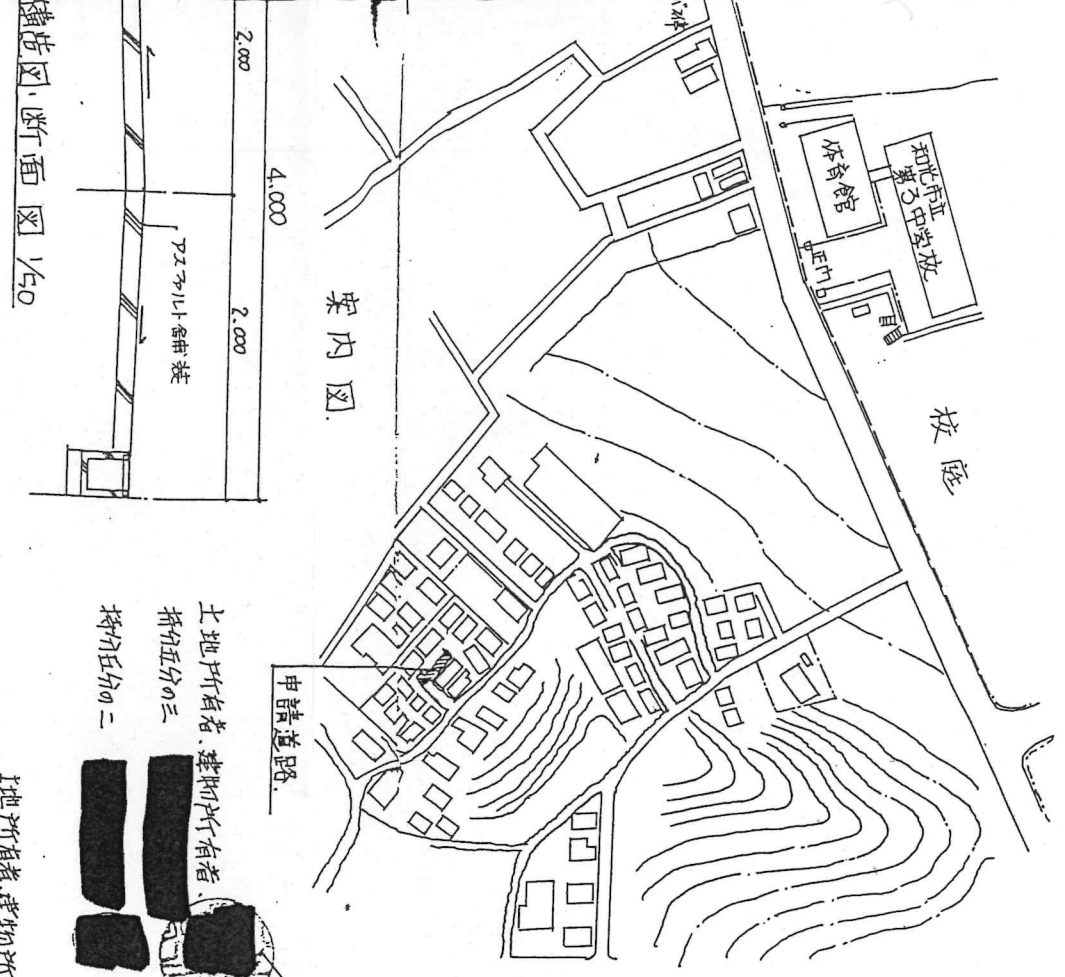 和光市立
第3中学校
体育館
正門
校庭
案内図
申請道路
2.000
2.000
4.000
アスファルト舗装
構造図・断面図 1/50
土地所有者、建物所有者、
持分五分の三
持分五分の二
土地所有者、建物所